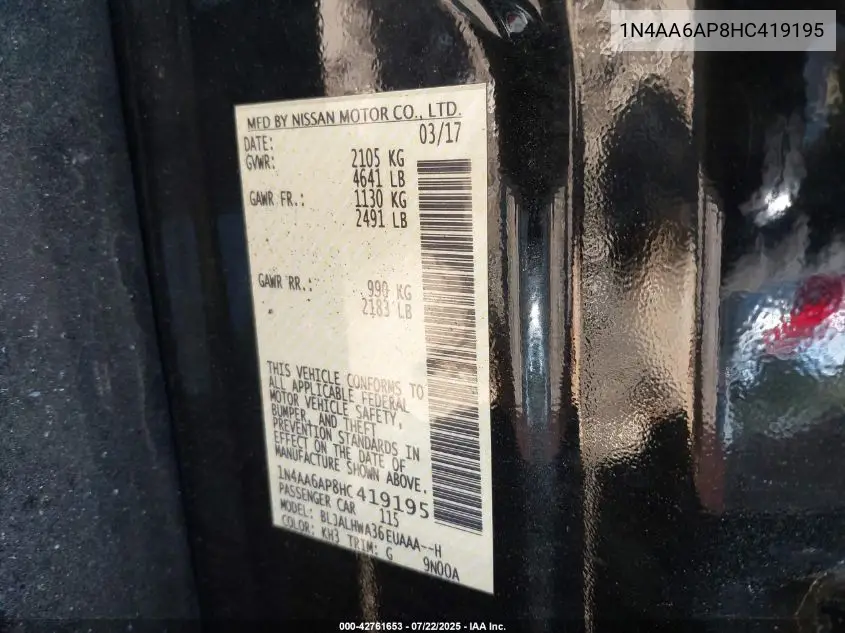 1N4AA6AP8HC419195
MFD BY NISSAN MOTOR CO., LTD.
DATE: 03/17
GVWR: 2105 KG
4641 LB
GAWR FR.: 1130 KG
2491 LB
GAWR RR.: 990 KG
2183 LB
THIS VEHICLE CONFORMS TO
ALL APPLICABLE FEDERAL
MOTOR VEHICLE SAFETY,
BUMPER, AND THEFT
PREVENTION STANDARDS IN
EFFECT ON THE DATE OF
MANUFACTURE SHOWN ABOVE.
1N4AA6AP8HC419195
PASSENGER CAR 115
MODEL: BLJALHWA36EUAAA--H
COLOR: KH3 TRIM: G 9N00A
000-42761653 - 07/22/2025 - IAA Inc.